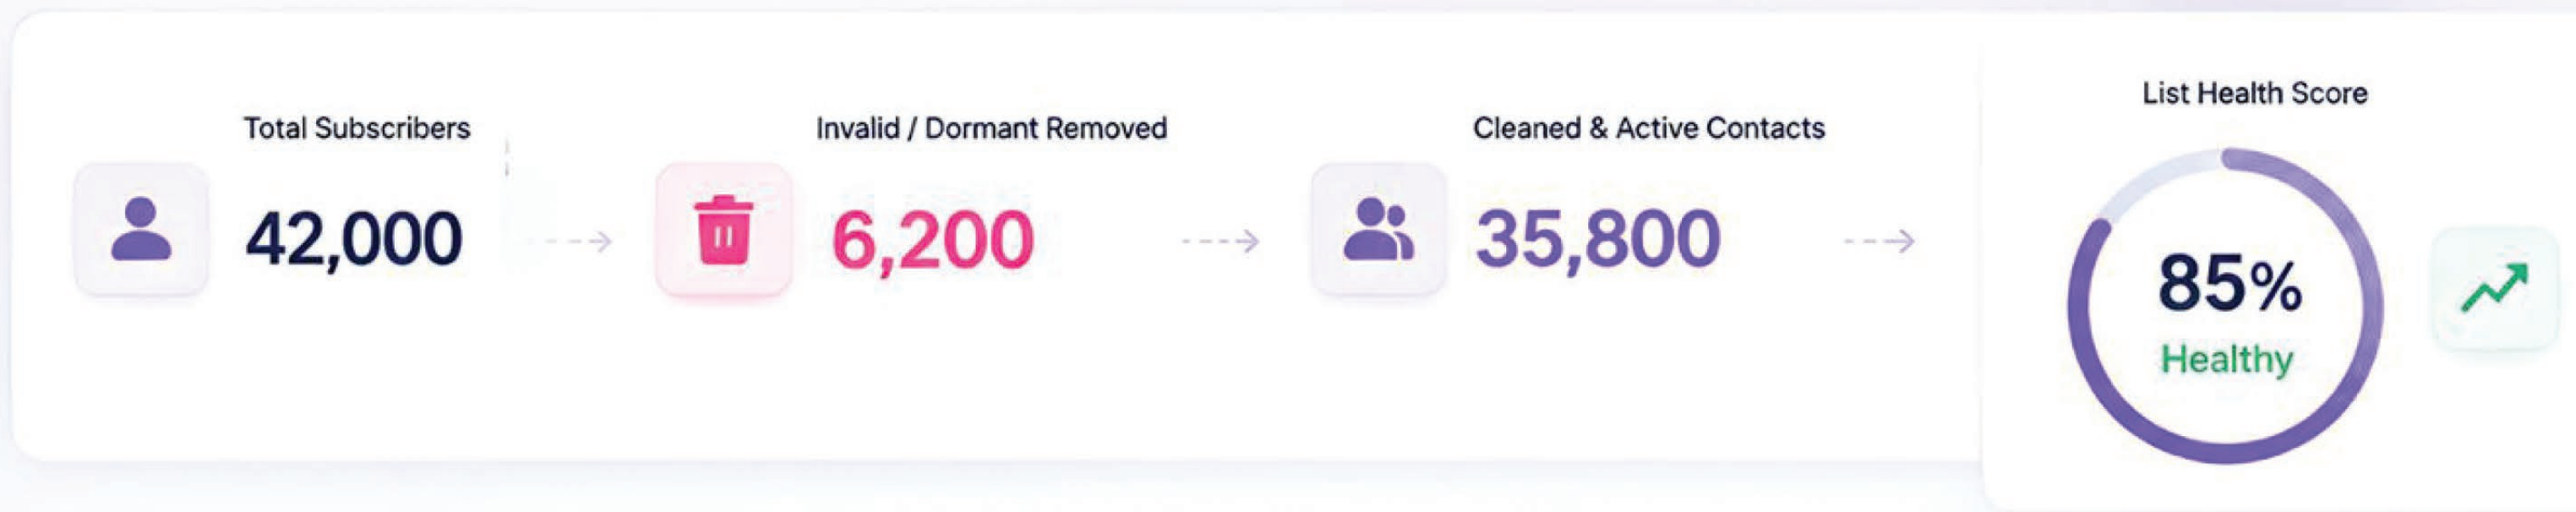 Total Subscribers
42,000
Invalid / Dormant Removed
6,200
Cleaned & Active Contacts
35,800
List Health Score
85%
Healthy